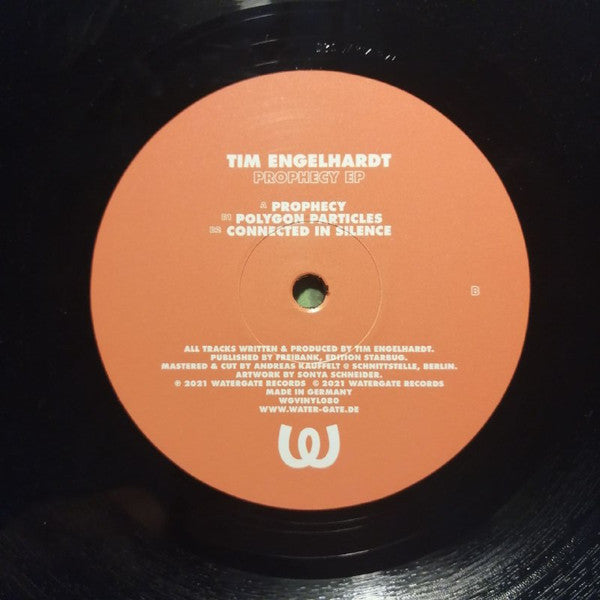 TIM ENGELHARDT
PROPHECY EP
A PROPHECY
B1 POLYGON PARTICLES
B2 CONNECTED IN SILENCE
B
ALL TRACKS WRITTEN & PRODUCED BY TIM ENGELHARDT.
PUBLISHED BY FREIBANK, EDITION STARBUG.
MASTERED & CUT BY ANDREAS KAUFFELT @ SCHNITTSTELLE, BERLIN.
ARTWORK BY SONYA SCHNEIDER.
℗ 2021 WATERGATE RECORDS © 2021 WATERGATE RECORDS
MADE IN GERMANY
WGVINYL080
WWW.WATER-GATE.DE